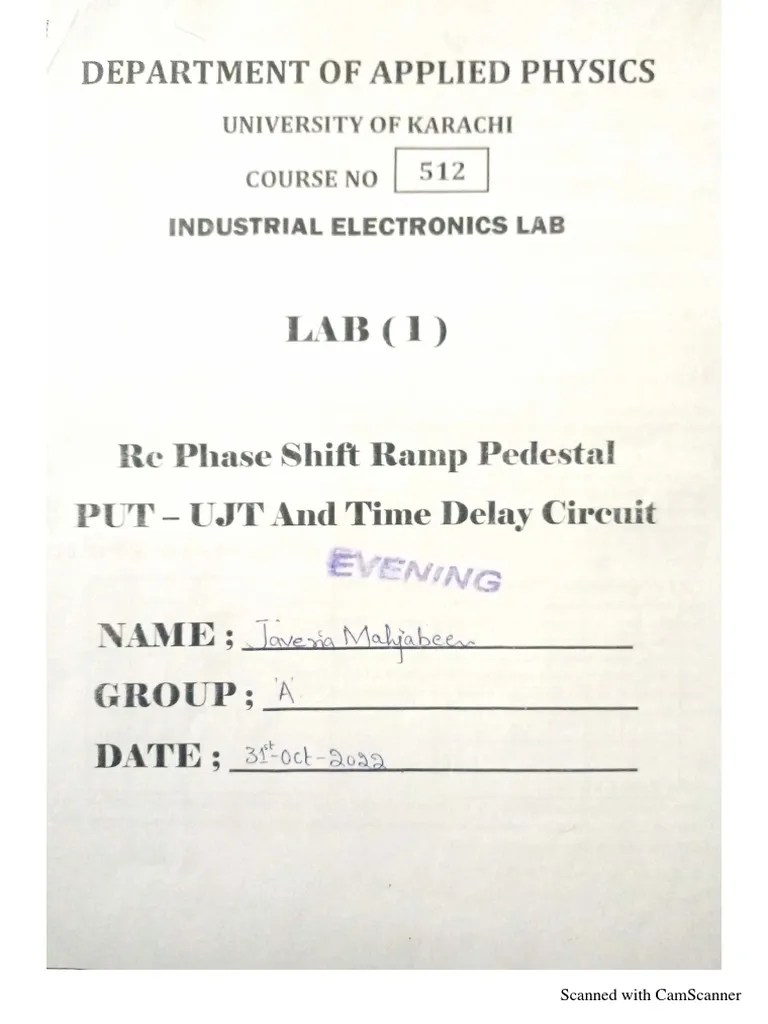 DEPARTMENT OF APPLIED PHYSICS
UNIVERSITY OF KARACHI
COURSE NO 512
INDUSTRIAL ELECTRONICS LAB
LAB ( 1 )
Rc Phase Shift Ramp Pedestal
PUT – UJT And Time Delay Circuit
EVENING
NAME ; Javeria Mahjabeen
GROUP ; 'A'
DATE ; 31st-Oct-2022
Scanned with CamScanner